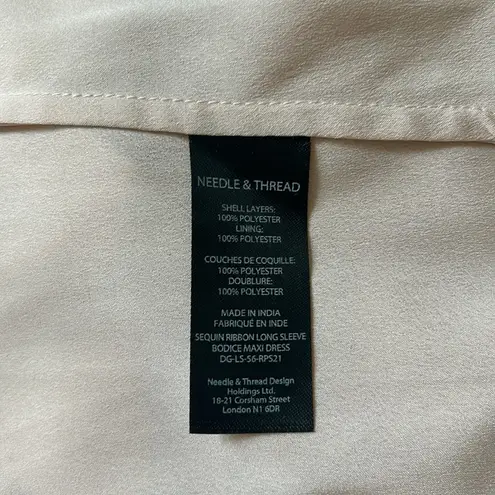 NEEDLE & THREAD
SHELL LAYERS:
100% POLYESTER
LINING:
100% POLYESTER
COUCHES DE COQUILLE:
100% POLYESTER
DOUBLURE:
100% POLYESTER
MADE IN INDIA
FABRIQUÉ EN INDE
SEQUIN RIBBON LONG SLEEVE
BODICE MAXI DRESS
DG-LS-56-RPS21
Needle & Thread Design
Holdings Ltd.
18-21 Corsham Street
London N1 6DR